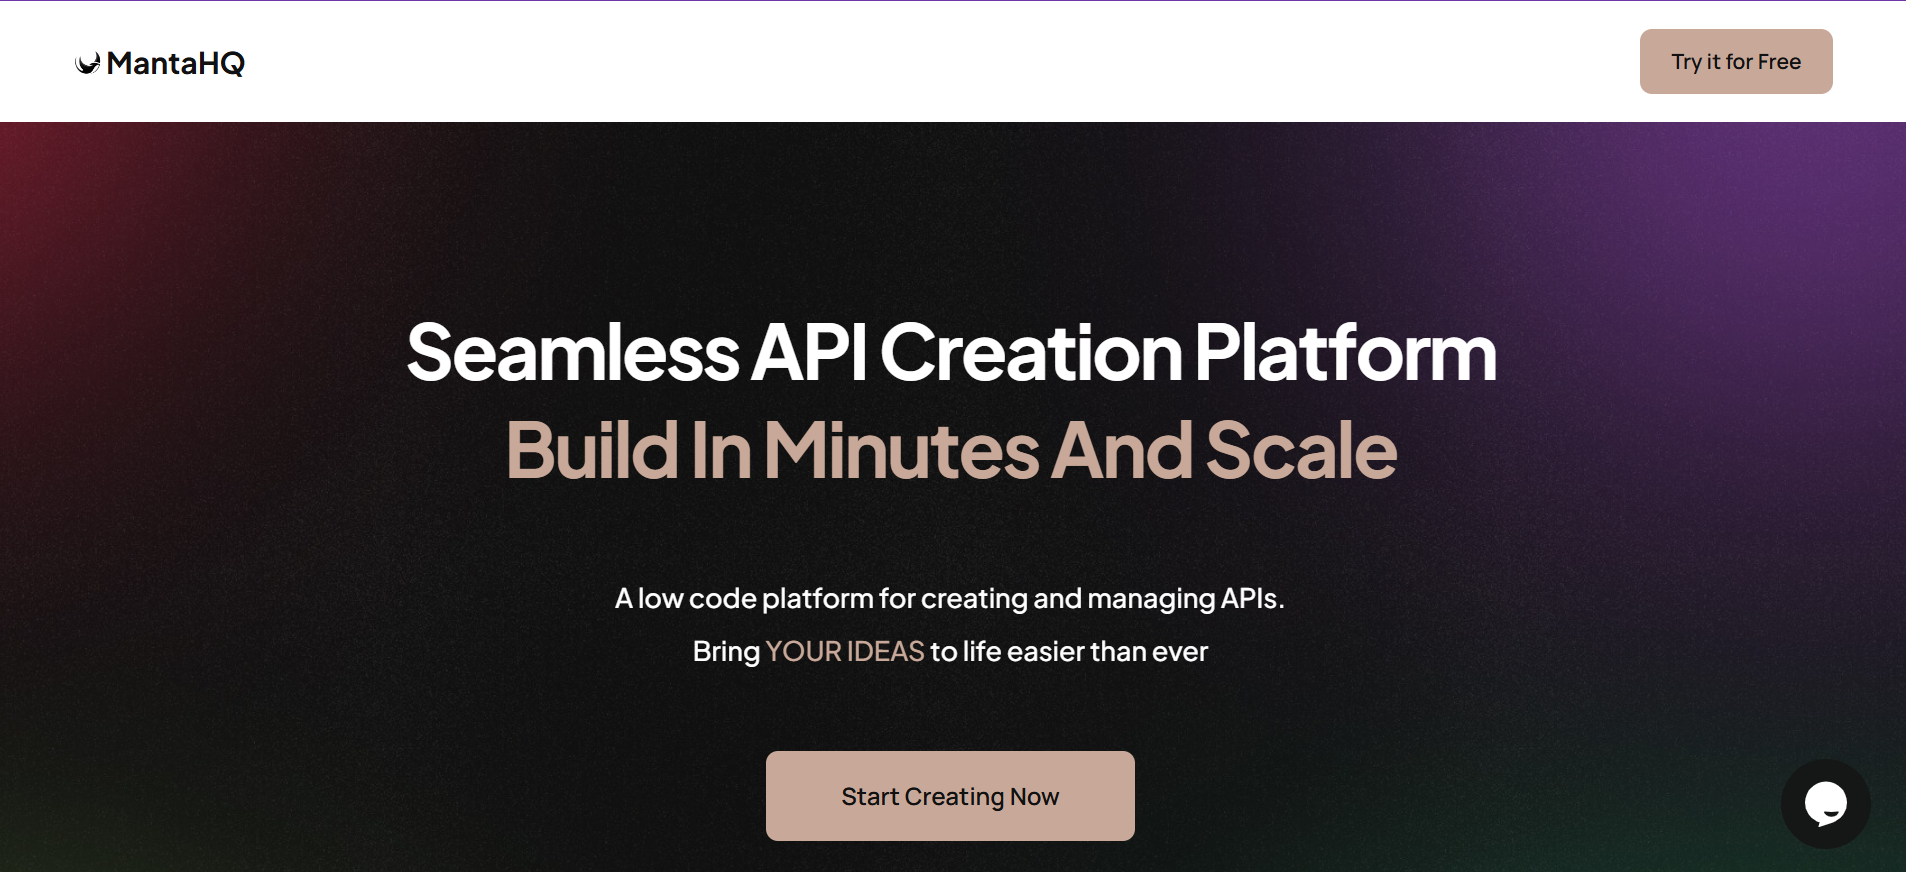 MantaHQ
Try it for Free
Seamless API Creation Platform
Build In Minutes And Scale
A low code platform for creating and managing APIs.
Bring YOUR IDEAS to life easier than ever
Start Creating Now